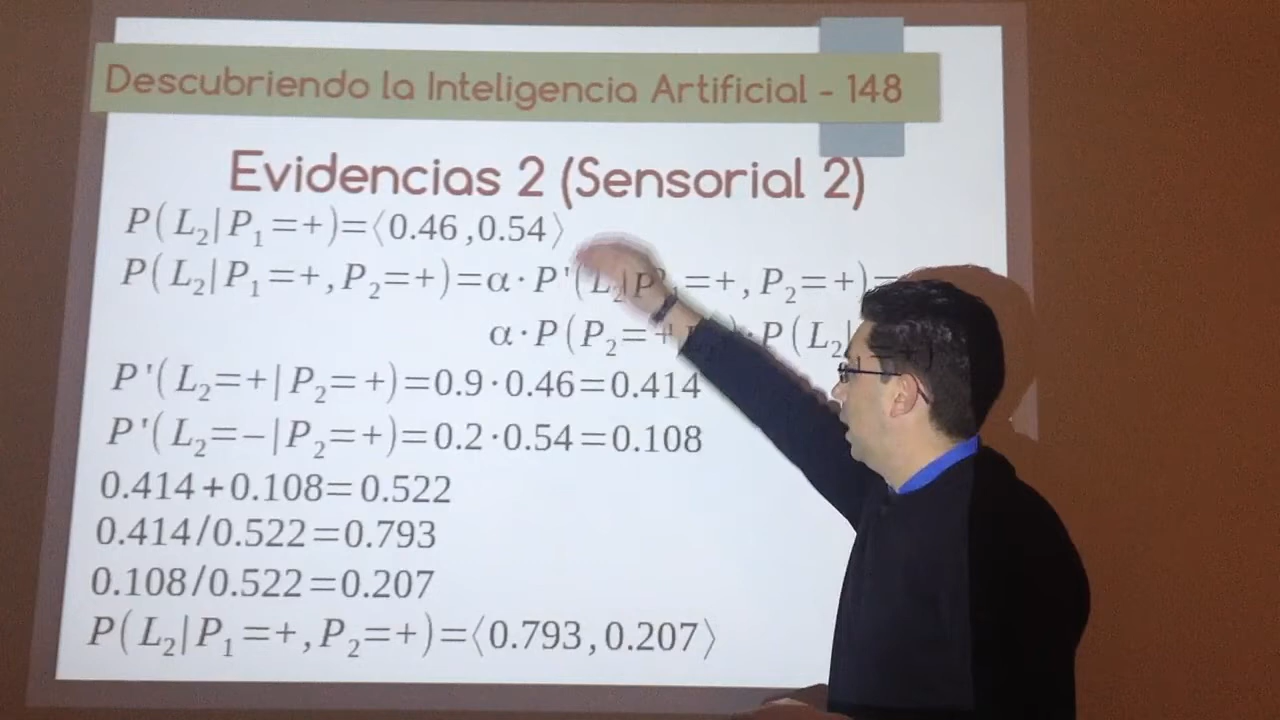 Descubriendo la Inteligencia Artificial - 148
Evidencias 2 (Sensorial 2)
P(L₂|P₁=+)=⟨0.46,0.54⟩
P(L₂|P₁=+,P₂=+)=α·P'(L₂|P₁=+,P₂=+)=
α·P(P₂=+ )·P(L₂|
P'(L₂=+|P₂=+)=0.9·0.46=0.414
P'(L₂=−|P₂=+)=0.2·0.54=0.108
0.414+0.108=0.522
0.414/0.522=0.793
0.108/0.522=0.207
P(L₂|P₁=+,P₂=+)=⟨0.793,0.207⟩